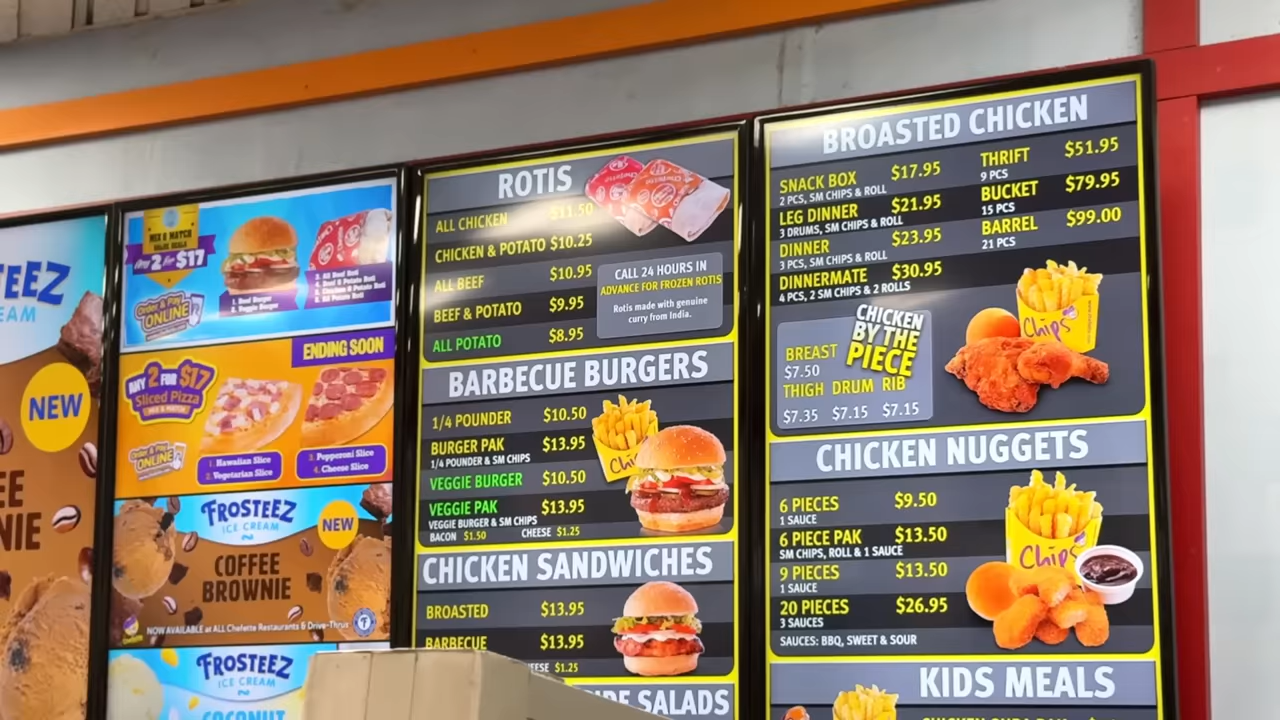 TEEZ
EAM
NEW
EE
NIE
MIX & MATCH
ANY 2 FOR $17
Order & Pay
ONLINE
1. Beef Burger
2. Veggie Burger
3. All Beef Roti
4. Beef & Potato Roti
5. Chicken & Potato Roti
6. All Potato Roti
ENDING SOON
ANY 2 FOR $17
Sliced Pizza
MIX & MATCH
Order & Pay
ONLINE
1. Hawaiian Slice
2. Vegetarian Slice
3. Pepperoni Slice
4. Cheese Slice
FROSTEEZ
ICE CREAM
NEW
COFFEE
BROWNIE
NOW AVAILABLE at ALL Chefette Restaurants & Drive-Thrus
FROSTEEZ
ICE CREAM
COCONUT
ROTIS
ALL CHICKEN $11.50
CHICKEN & POTATO $10.25
ALL BEEF $10.95
BEEF & POTATO $9.95
ALL POTATO $8.95
CALL 24 HOURS IN
ADVANCE FOR FROZEN ROTIS
Rotis made with genuine
curry from India.
BARBECUE BURGERS
1/4 POUNDER $10.50
BURGER PAK $13.95
1/4 POUNDER & SM CHIPS
VEGGIE BURGER $10.50
VEGGIE PAK $13.95
VEGGIE BURGER & SM CHIPS
BACON $1.50 CHEESE $1.25
Chi
CHICKEN SANDWICHES
BROASTED $13.95
BARBECUE $13.95
EESE $1.25
SALADS
BROASTED CHICKEN
SNACK BOX $17.95
2 PCS, SM CHIPS & ROLL
LEG DINNER $21.95
3 DRUMS, SM CHIPS & ROLL
DINNER $23.95
3 PCS, SM CHIPS & ROLL
DINNERMATE $30.95
4 PCS, 2 SM CHIPS & 2 ROLLS
THRIFT $51.95
9 PCS
BUCKET $79.95
15 PCS
BARREL $99.00
21 PCS
CHICKEN
BY THE
PIECE
BREAST
$7.50
THIGH DRUM RIB
$7.35 $7.15 $7.15
Chips
CHICKEN NUGGETS
6 PIECES $9.50
1 SAUCE
6 PIECE PAK $13.50
SM CHIPS, ROLL & 1 SAUCE
9 PIECES $13.50
1 SAUCE
20 PIECES $26.95
3 SAUCES
SAUCES: BBQ, SWEET & SOUR
Chips
KIDS MEALS